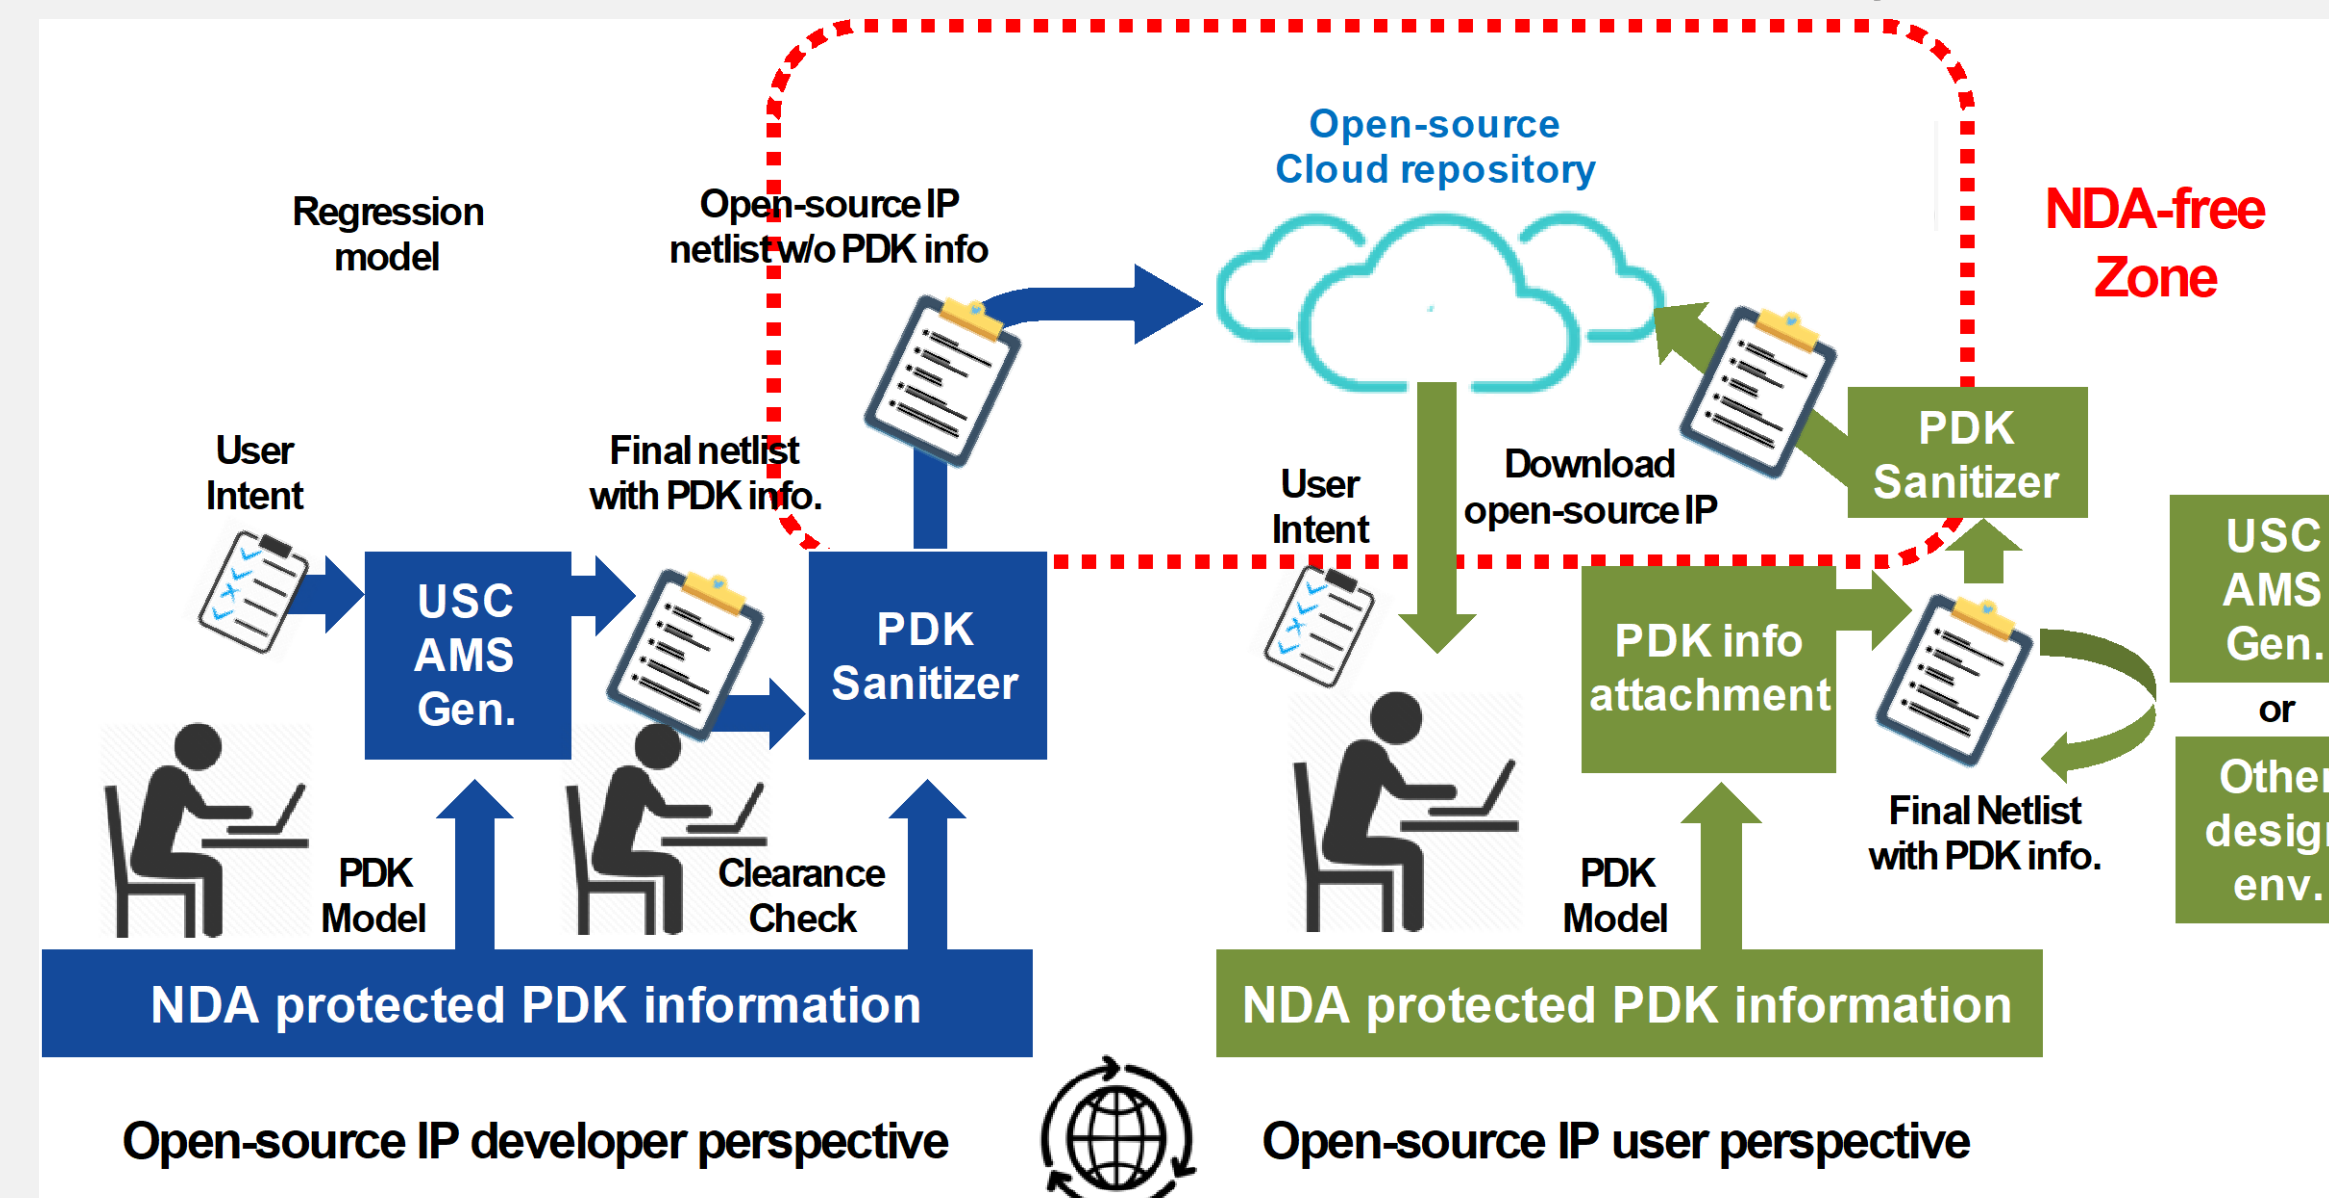 Open-source
Cloud repository
NDA-free
Zone
Regression
model
Open-source IP
netlist w/o PDK info
User
Intent
Final netlist
with PDK info.
USC
AMS
Gen.
PDK
Sanitizer
PDK
Model
Clearance
Check
NDA protected PDK information
Open-source IP developer perspective
User
Intent
Download
open-source IP
PDK
Sanitizer
PDK info
attachment
USC
AMS
Gen.
or
Other
design
env.
Final Netlist
with PDK info.
PDK
Model
NDA protected PDK information
Open-source IP user perspective